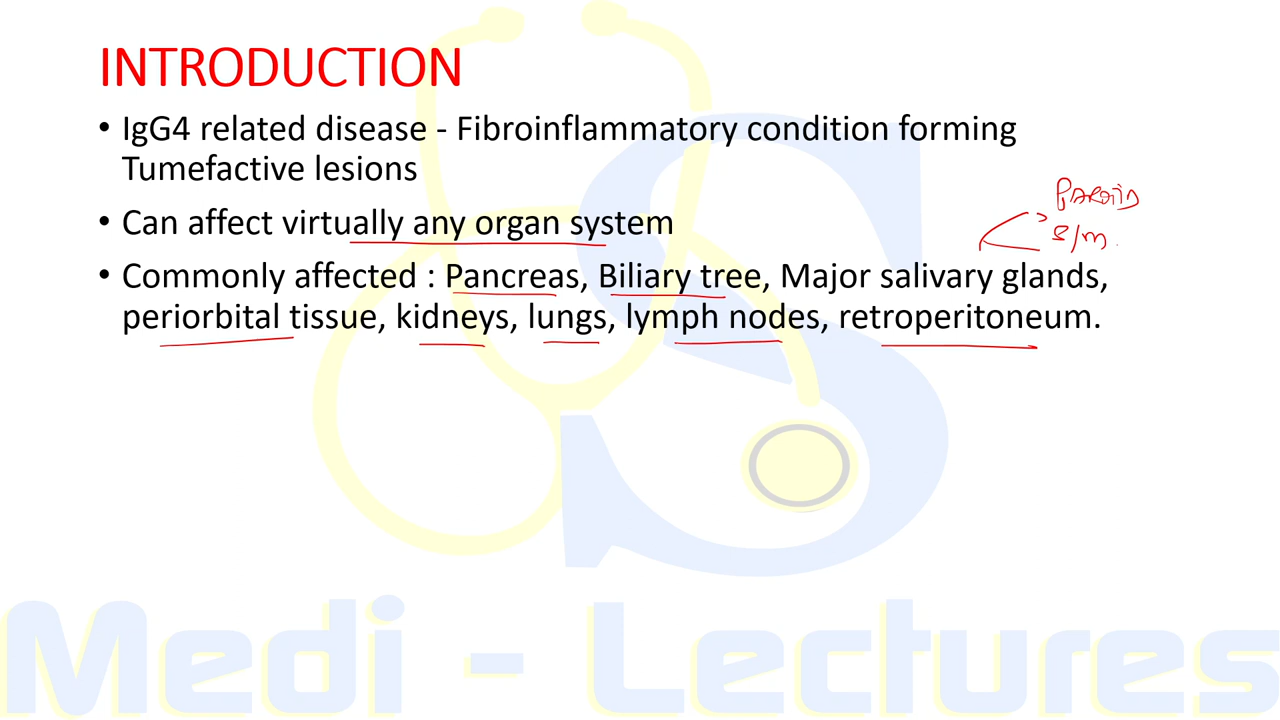 INTRODUCTION
• IgG4 related disease - Fibroinflammatory condition forming
Tumefactive lesions
• Can affect virtually any organ system
Parotid
s/m.
• Commonly affected : Pancreas, Biliary tree, Major salivary glands,
periorbital tissue, kidneys, lungs, lymph nodes, retroperitoneum.
Medi - Lectures